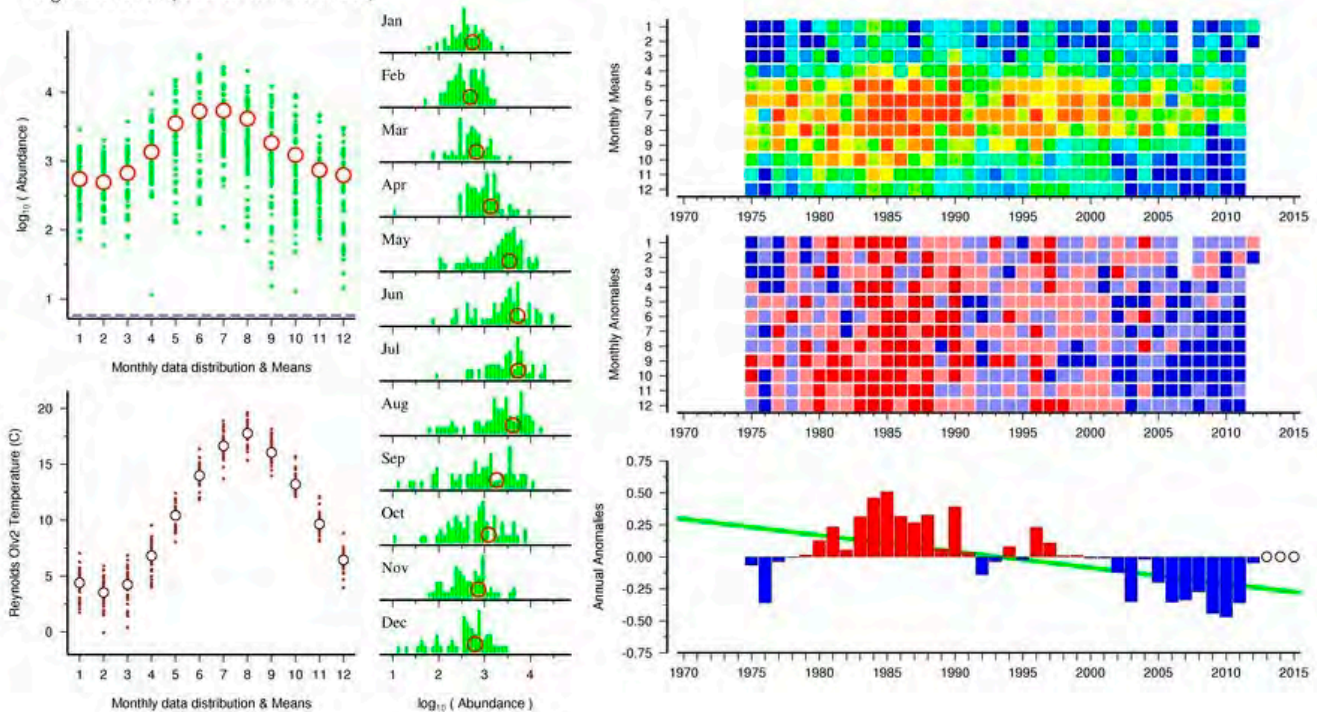 log₁₀ ( Abundance )
4
3
2
1
1 2 3 4 5 6 7 8 9 10 11 12
Monthly data distribution & Means
Reynolds OIv2 Temperature (C)
20
15
10
5
0
1 2 3 4 5 6 7 8 9 10 11 12
Monthly data distribution & Means
Jan
Feb
Mar
Apr
May
Jun
Jul
Aug
Sep
Oct
Nov
Dec
1 2 3 4
log₁₀ ( Abundance )
Monthly Means
1
2
3
4
5
6
7
8
9
10
11
12
1970 1975 1980 1985 1990 1995 2000 2005 2010 2015
Monthly Anomalies
1
2
3
4
5
6
7
8
9
10
11
12
1970 1975 1980 1985 1990 1995 2000 2005 2010 2015
Annual Anomalies
0.75
0.50
0.25
0.00
-0.25
-0.50
-0.75
1970 1975 1980 1985 1990 1995 2000 2005 2010 2015